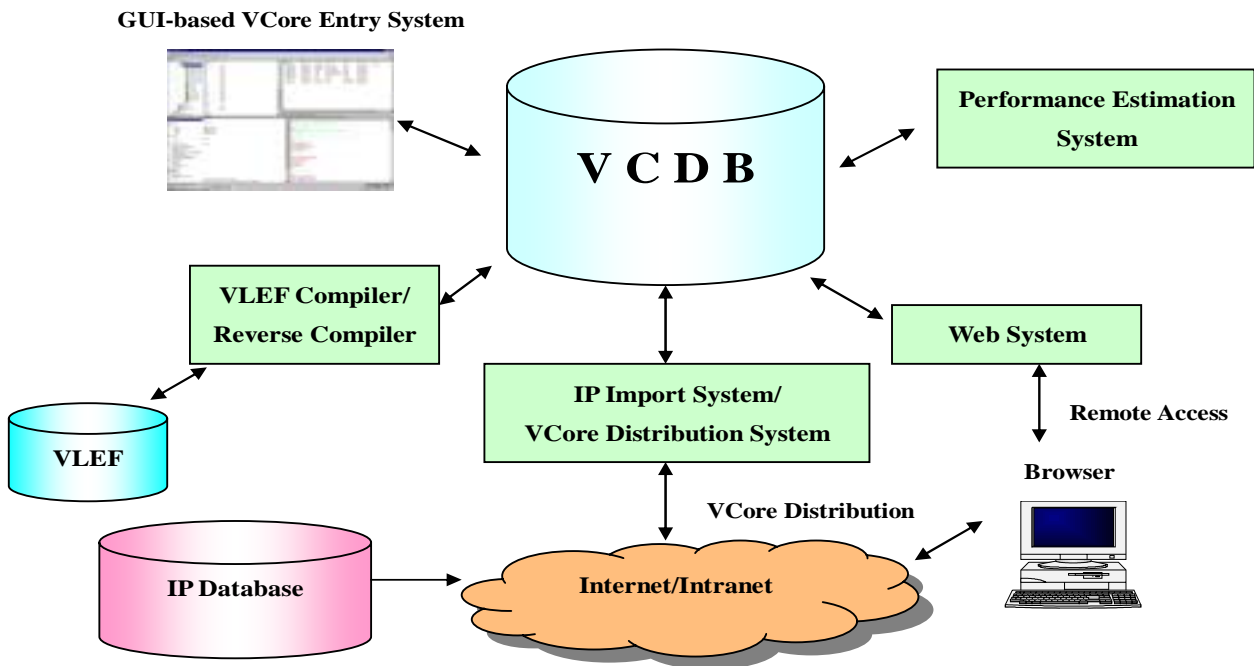 GUI-based VCore Entry System
V C D B
Performance Estimation
System
VLEF Compiler/
Reverse Compiler
Web System
IP Import System/
VCore Distribution System
Remote Access
VLEF
Browser
VCore Distribution
IP Database
Internet/Intranet